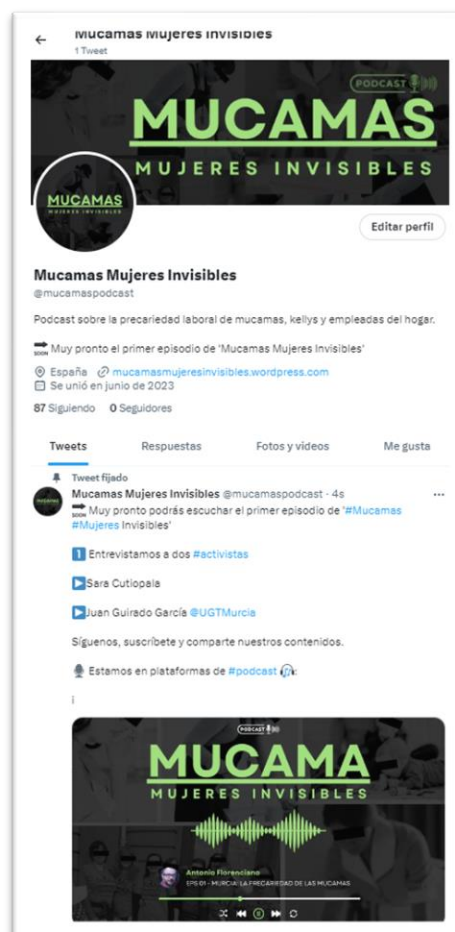 Mucamas Mujeres Invisibles
1 Tweet
PODCAST
MUCAMAS
MUJERES INVISIBLES
MUCAMAS
MUJERES INVISIBLES
Editar perfil
Mucamas Mujeres Invisibles
@mucamaspodcast
Podcast sobre la precariedad laboral de mucamas, kellys y empleadas del hogar.
SOON Muy pronto el primer episodio de 'Mucamas Mujeres Invisibles'
España mucamasmujeresinvisibles.wordpress.com
Se unió en junio de 2023
87 Siguiendo 0 Seguidores
Tweets Respuestas Fotos y videos Me gusta
Tweet fijado
Mucamas Mujeres Invisibles @mucamaspodcast · 4s
SOON Muy pronto podrás escuchar el primer episodio de '#Mucamas
#Mujeres Invisibles'
1 Entrevistamos a dos #activistas
Sara Cutiopala
Juan Guirado García @UGTMurcia
Síguenos, suscríbete y comparte nuestros contenidos.
Estamos en plataformas de #podcast :
i
PODCAST
MUCAMA
MUJERES INVISIBLES
Antonio Florenciano
EPS 01 - MURCIA: LA PRECARIEDAD DE LAS MUCAMAS